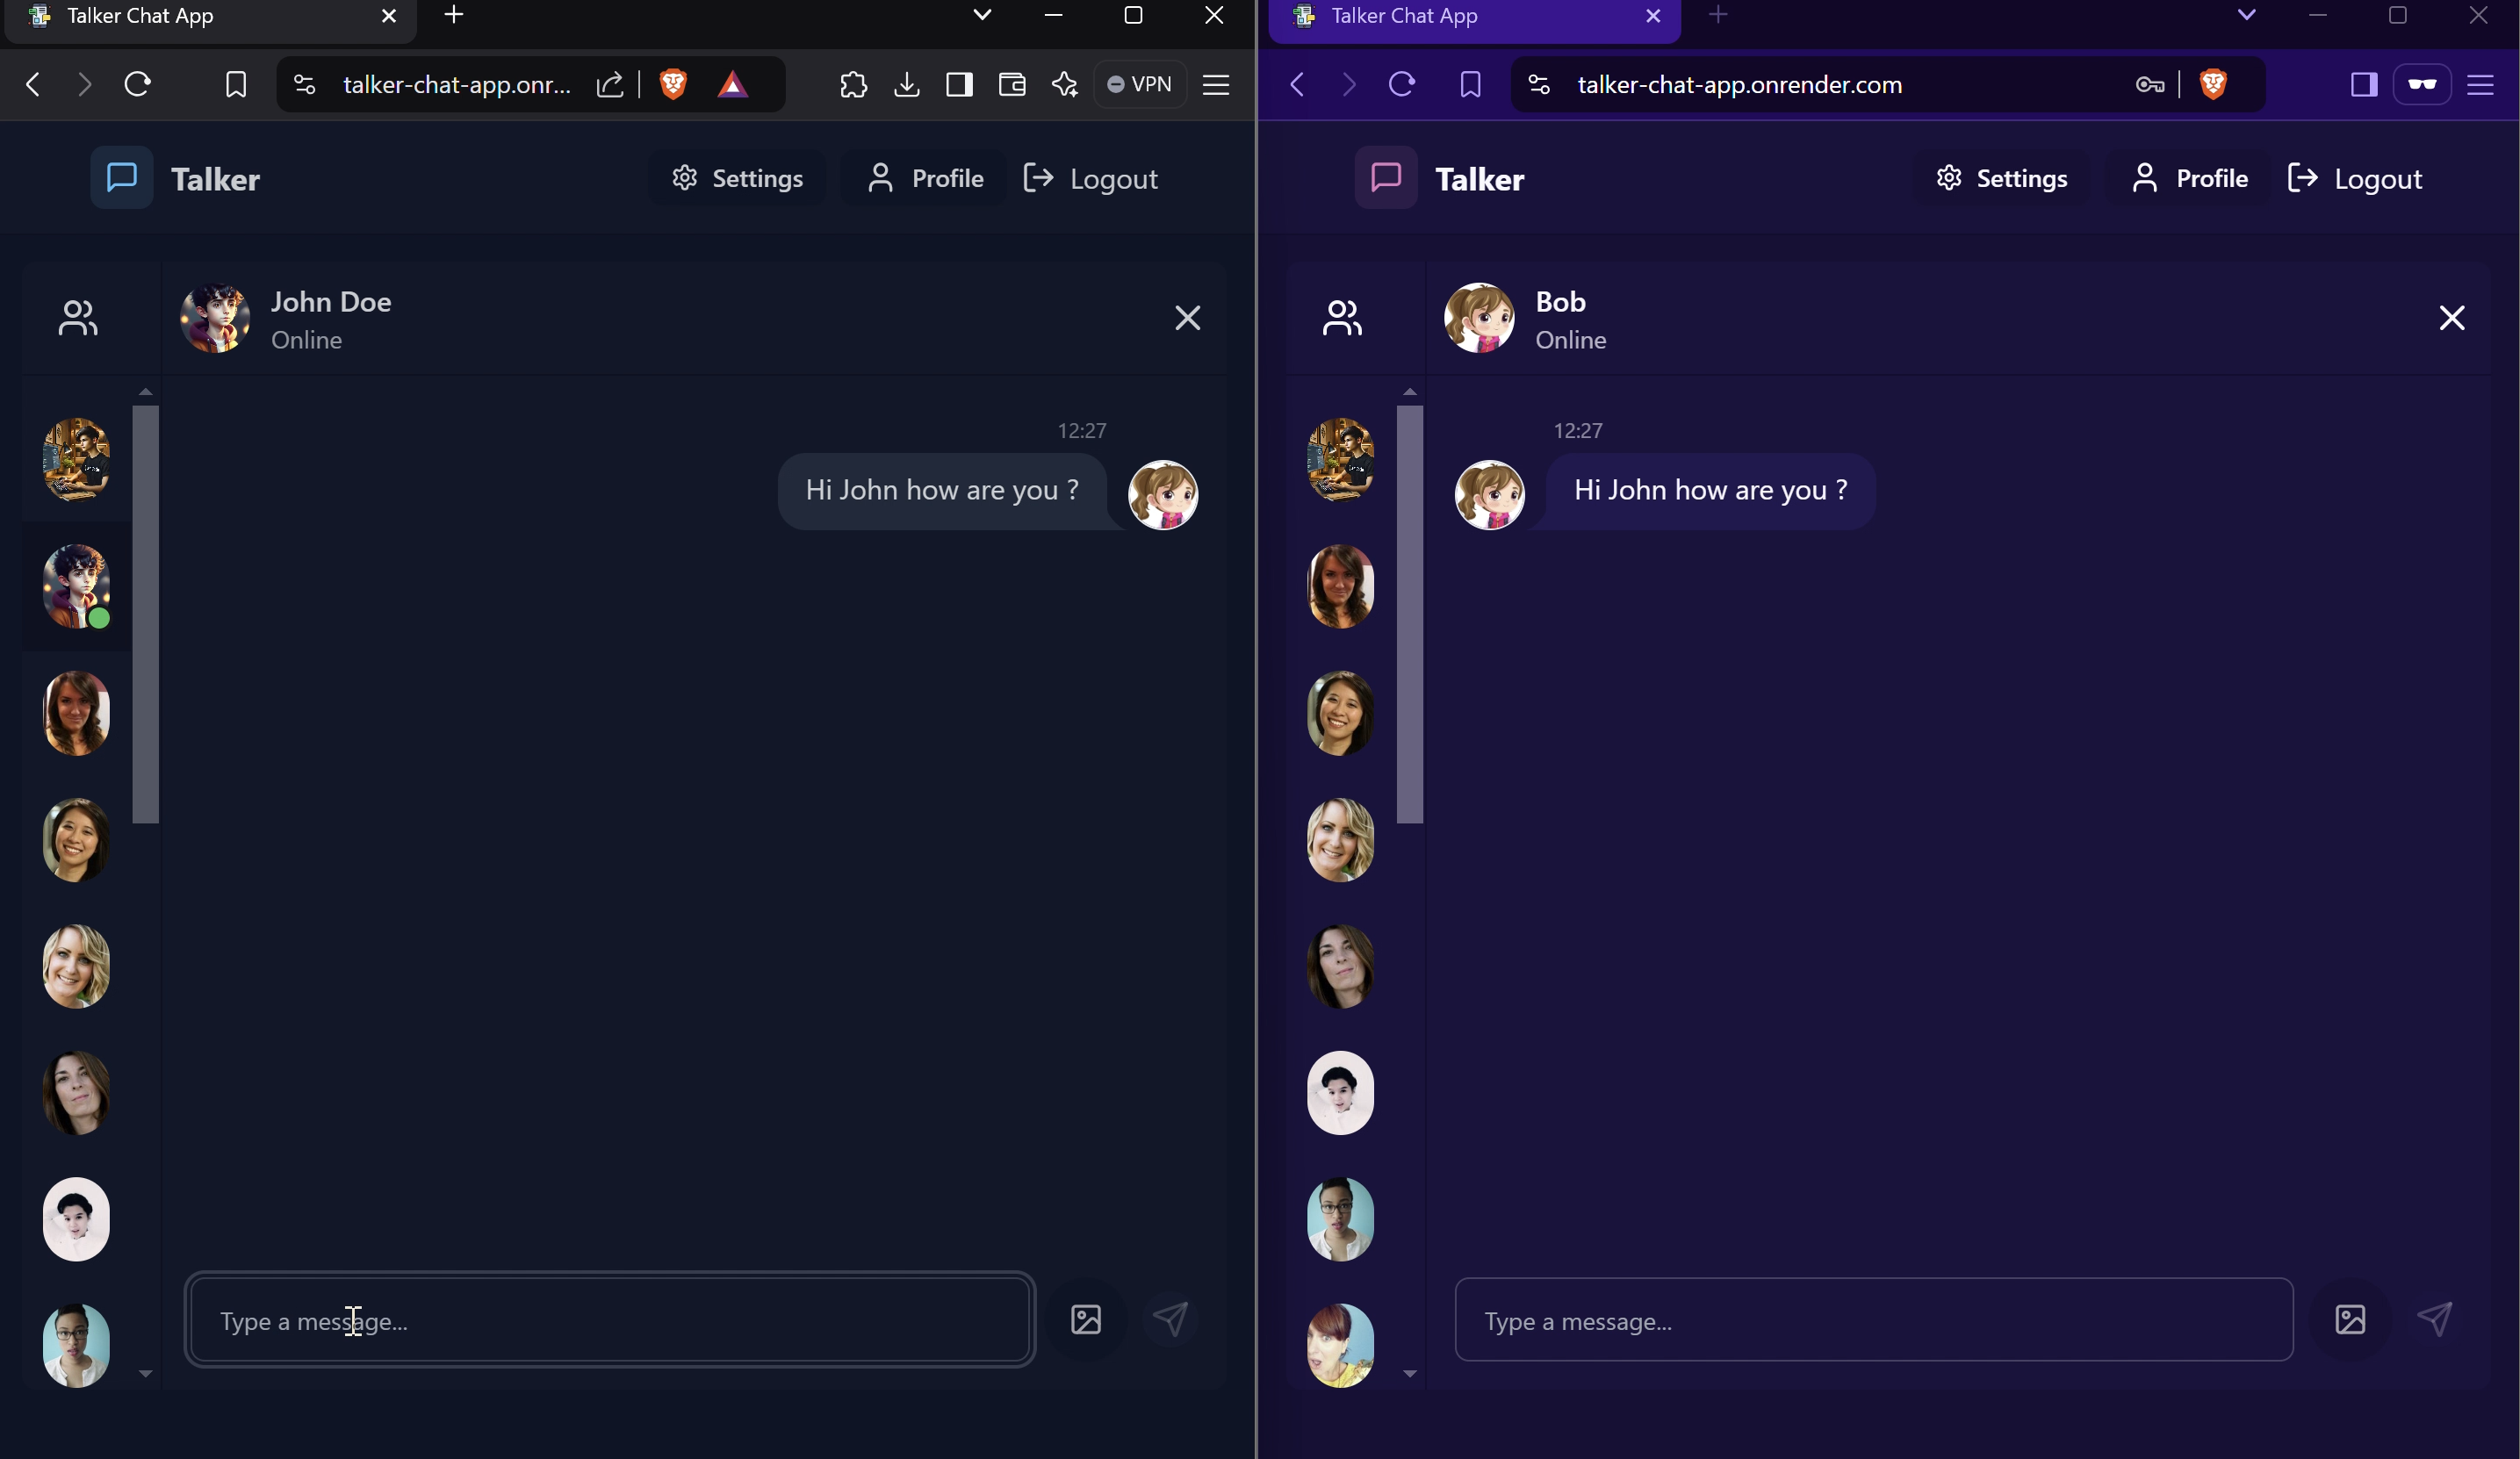 Talker Chat App
talker-chat-app.onr...
VPN
Talker
Settings
Profile
Logout
John Doe
Online
12:27
Hi John how are you ?
Type a message...
Talker Chat App
talker-chat-app.onrender.com
Talker
Settings
Profile
Logout
Bob
Online
12:27
Hi John how are you ?
Type a message...